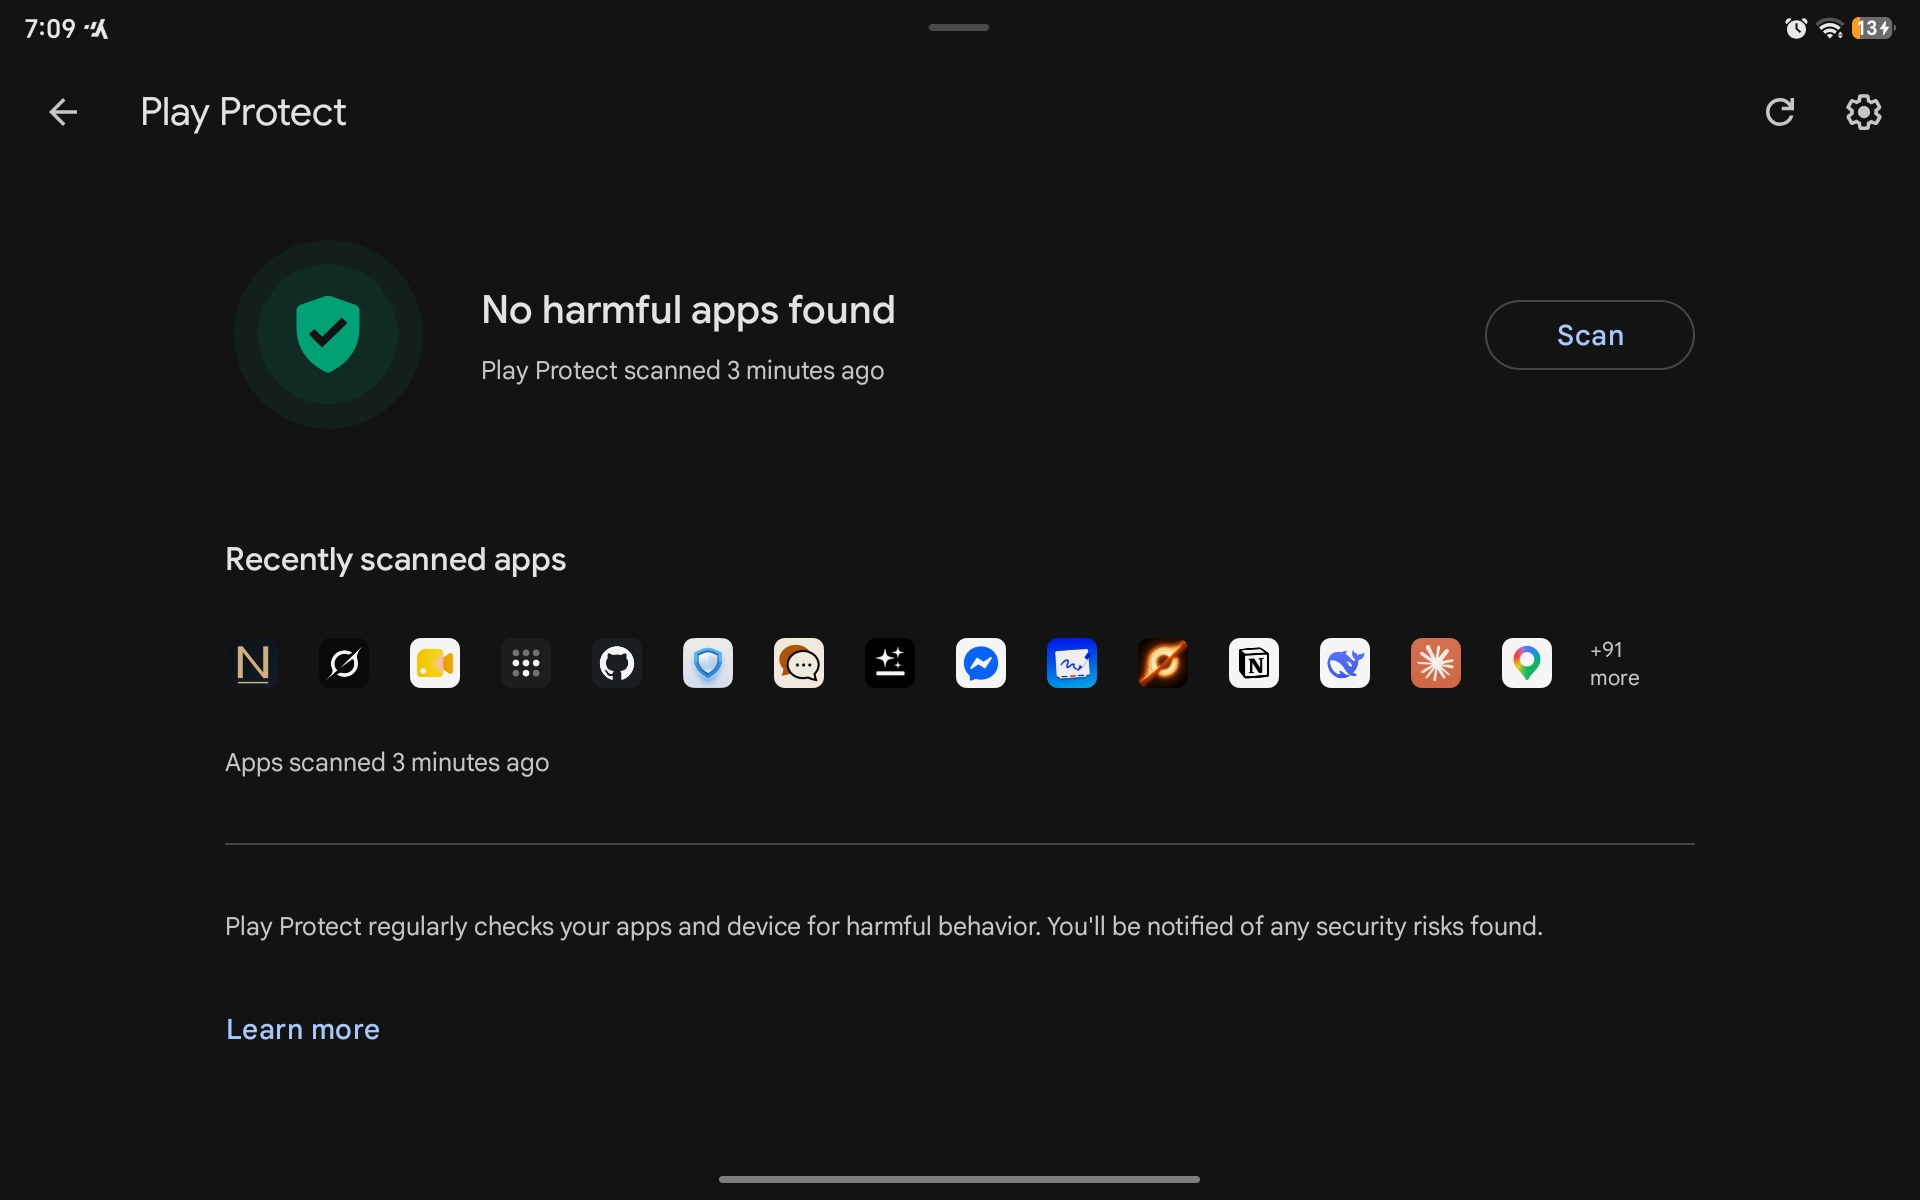 7:09
13
Play Protect
No harmful apps found
Play Protect scanned 3 minutes ago
Scan
Recently scanned apps
N
N
+91
more
Apps scanned 3 minutes ago
Play Protect regularly checks your apps and device for harmful behavior. You'll be notified of any security risks found.
Learn more